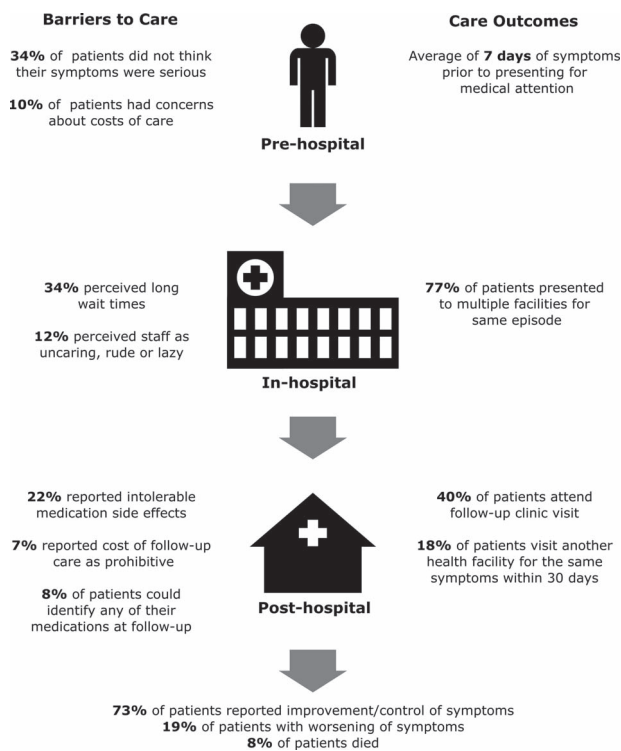 Barriers to Care
Care Outcomes
34% of patients did not think
their symptoms were serious
10% of patients had concerns
about costs of care
Average of 7 days of symptoms
prior to presenting for
medical attention
Pre-hospital
34% perceived long
wait times
12% perceived staff as
uncaring, rude or lazy
77% of patients presented
to multiple facilities for
same episode
In-hospital
22% reported intolerable
medication side effects
7% reported cost of follow-up
care as prohibitive
8% of patients could
identify any of their
medications at follow-up
40% of patients attend
follow-up clinic visit
18% of patients visit another
health facility for the same
symptoms within 30 days
Post-hospital
73% of patients reported improvement/control of symptoms
19% of patients with worsening of symptoms
8% of patients died